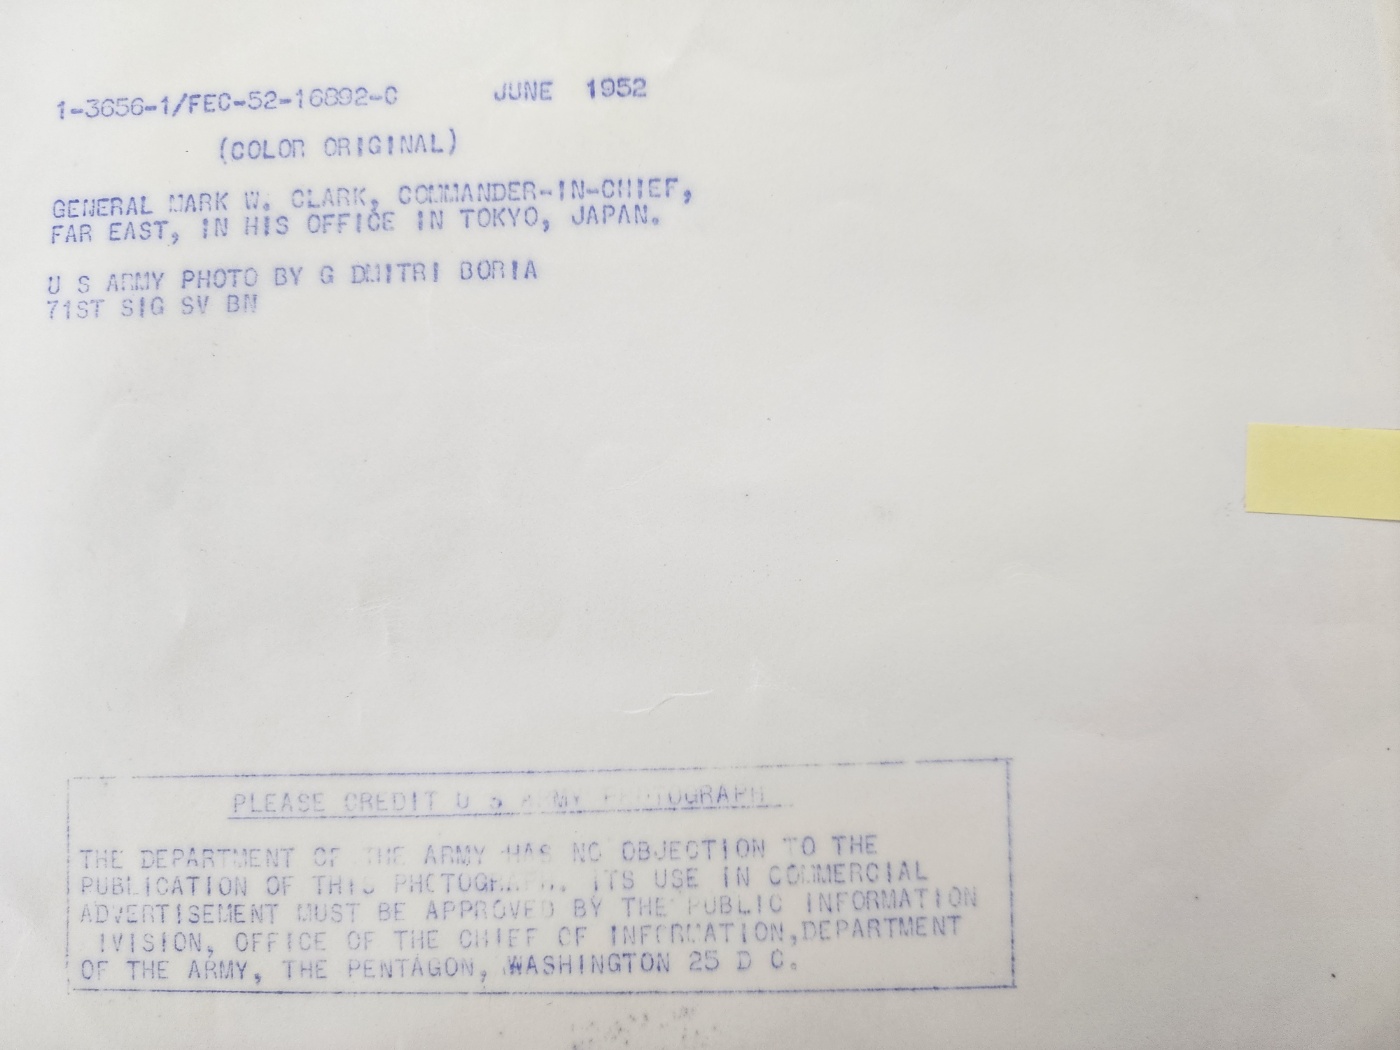 1-3656-1/FEC-52-16892-C JUNE 1952
(COLOR ORIGINAL)
GENERAL MARK W. CLARK, COMMANDER-IN-CHIEF,
FAR EAST, IN HIS OFFICE IN TOKYO, JAPAN.
U S ARMY PHOTO BY G DMITRI BORIA
71ST SIG SV BN
PLEASE CREDIT U S ARMY PHOTOGRAPH
THE DEPARTMENT OF THE ARMY HAS NO OBJECTION TO THE
PUBLICATION OF THIS PHOTOGRAPH. ITS USE IN COMMERCIAL
ADVERTISEMENT MUST BE APPROVED BY THE PUBLIC INFORMATION
IVISION, OFFICE OF THE CHIEF OF INFORMATION,DEPARTMENT
OF THE ARMY, THE PENTAGON, WASHINGTON 25 D C.